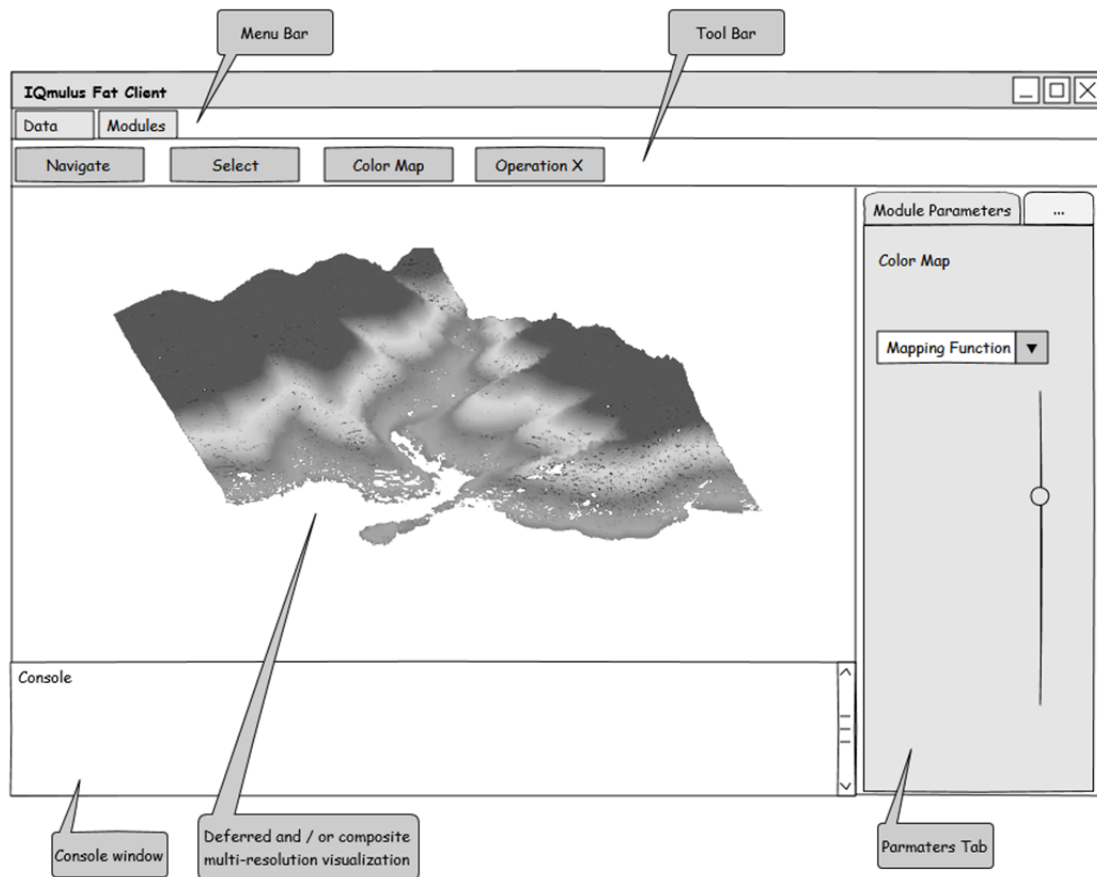 Menu Bar
Tool Bar
IQmulus Fat Client
Data
Modules
Navigate
Select
Color Map
Operation X
Module Parameters
...
Color Map
Mapping Function
Console
Console window
Deferred and / or composite
multi-resolution visualization
Parmaters Tab